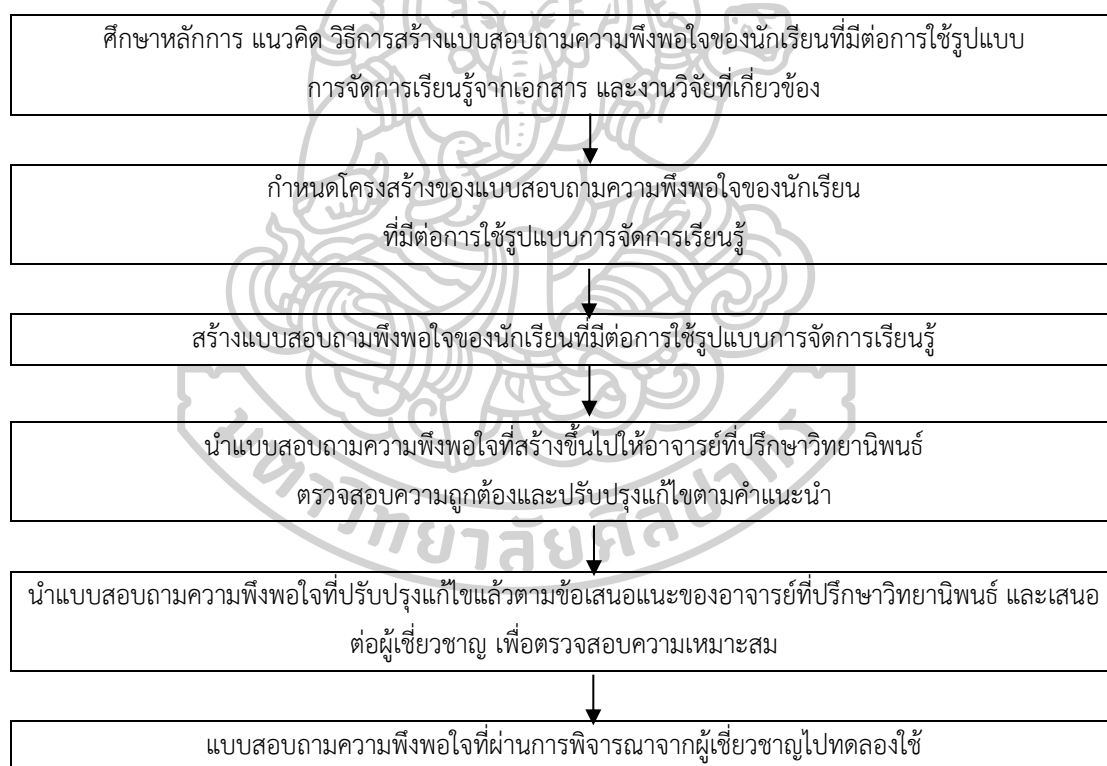 ศึกษาหลักการ แนวคิด วิธีการสร้างแบบสอบถามความพึงพอใจของนักเรียนที่มีต่อการใช้รูปแบบ
การจัดการเรียนรู้จากเอกสาร และงานวิจัยที่เกี่ยวข้อง
กำหนดโครงสร้างของแบบสอบถามความพึงพอใจของนักเรียน
ที่มีต่อการใช้รูปแบบการจัดการเรียนรู้
สร้างแบบสอบถามพึงพอใจของนักเรียนที่มีต่อการใช้รูปแบบการจัดการเรียนรู้
นำแบบสอบถามความพึงพอใจที่สร้างขึ้นไปให้อาจารย์ที่ปรึกษาวิทยานิพนธ์
ตรวจสอบความถูกต้องและปรับปรุงแก้ไขตามคำแนะนำ
มหาวิทยาลัยศิลปากร
นำแบบสอบถามความพึงพอใจที่ปรับปรุงแก้ไขแล้วตามข้อเสนอแนะของอาจารย์ที่ปรึกษาวิทยานิพนธ์ และเสนอ
ต่อผู้เชี่ยวชาญ เพื่อตรวจสอบความเหมาะสม
แบบสอบถามความพึงพอใจที่ผ่านการพิจารณาจากผู้เชี่ยวชาญไปทดลองใช้